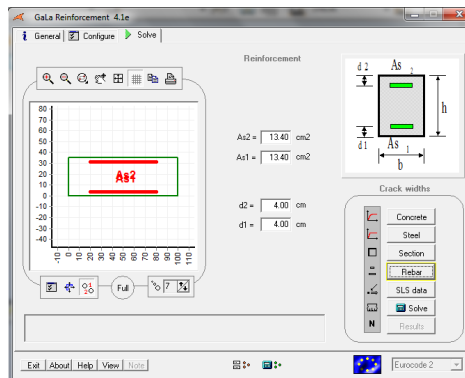 GaLa Reinforcement 4.1e
General Configure Solve
Reinforcement
80
70
60
50
40
30
20
10
0
-10
-20
-30
-40
As2
-10 0 10 20 30 40 50 60 70 80 90 100 110
As2 = 13.40 cm2
As1 = 13.40 cm2
d2 = 4.00 cm
d1 = 4.00 cm
Full
7
d 2 As 2
h
d1 As 1
b
Crack widths
Concrete
Steel
Section
Rebar
SLS data
Solve
N Results
Exit About Help View Note
Eurocode 2